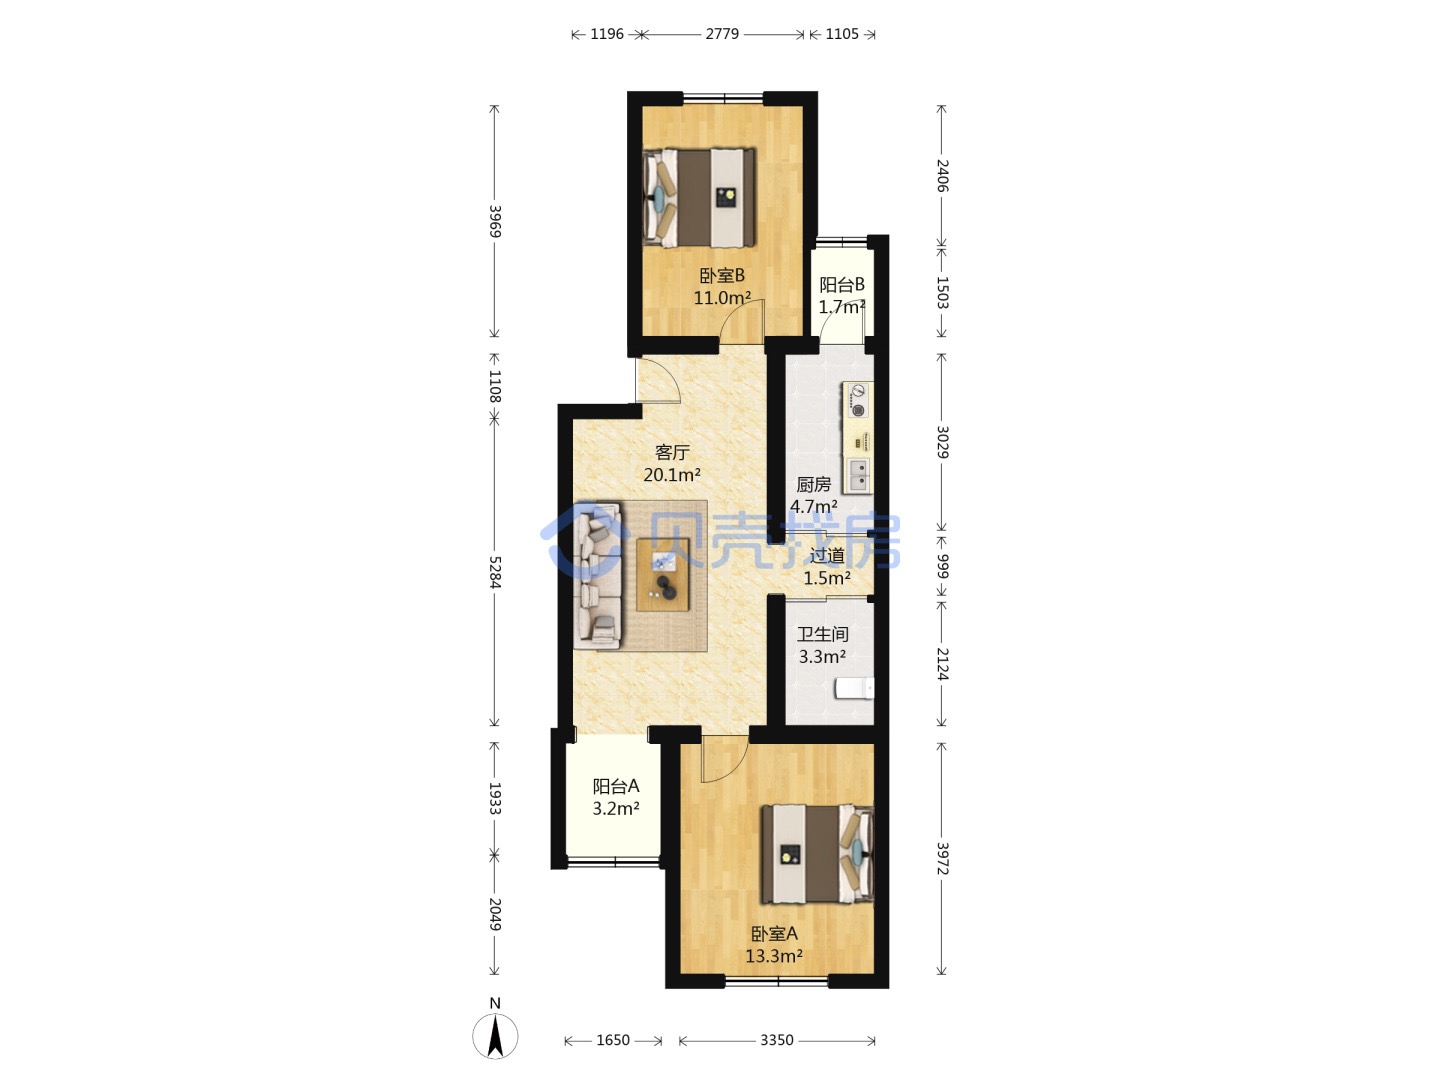 1196
2779
1105
3969
1108
5284
1933
2049
2406
1503
3029
999
2124
3972
卧室B
11.0m²
阳台B
1.7m²
客厅
20.1m²
厨房
4.7m²
贝壳找房
过道
1.5m²
卫生间
3.3m²
阳台A
3.2m²
卧室A
13.3m²
N
1650
3350